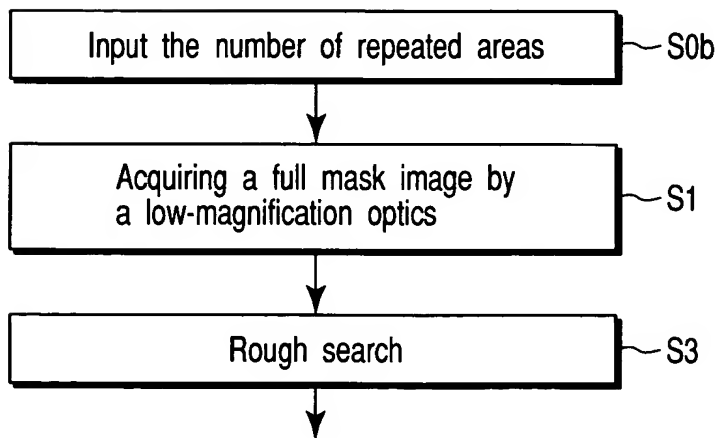 Input the number of repeated areas
S0b
Acquiring a full mask image by
a low-magnification optics
S1
Rough search
S3